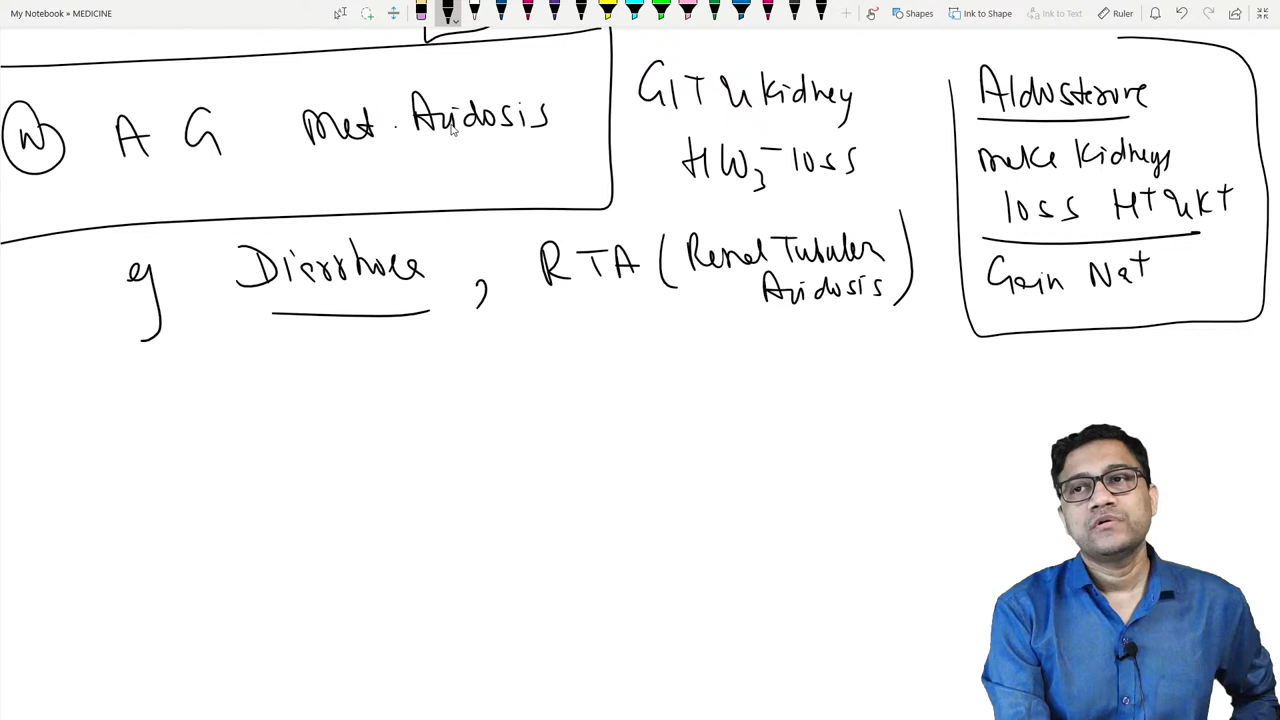 My Notebook » MEDICINE
Shapes Ink to Shape Ink to Text Ruler
N A G Met. Acidosis
GIT & Kidney
HCO3- loss
eg Diarrhoea, RTA (Renal Tubular Acidosis)
Aldosterone
make kidneys
loss H+ & K+
Gain Na+